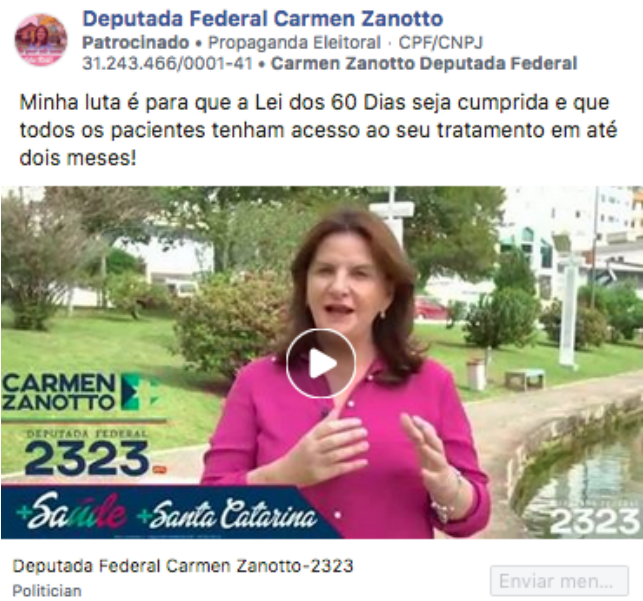 Deputada Federal Carmen Zanotto
Patrocinado • Propaganda Eleitoral · CPF/CNPJ
31.243.466/0001-41 • Carmen Zanotto Deputada Federal
Minha luta é para que a Lei dos 60 Dias seja cumprida e que
todos os pacientes tenham acesso ao seu tratamento em até
dois meses!
CARMEN
ZANOTTO
DEPUTADA FEDERAL
2323
+Saúde +Santa Catarina
DEPUTADA FEDERAL
2323
Deputada Federal Carmen Zanotto-2323
Politician
Enviar men...